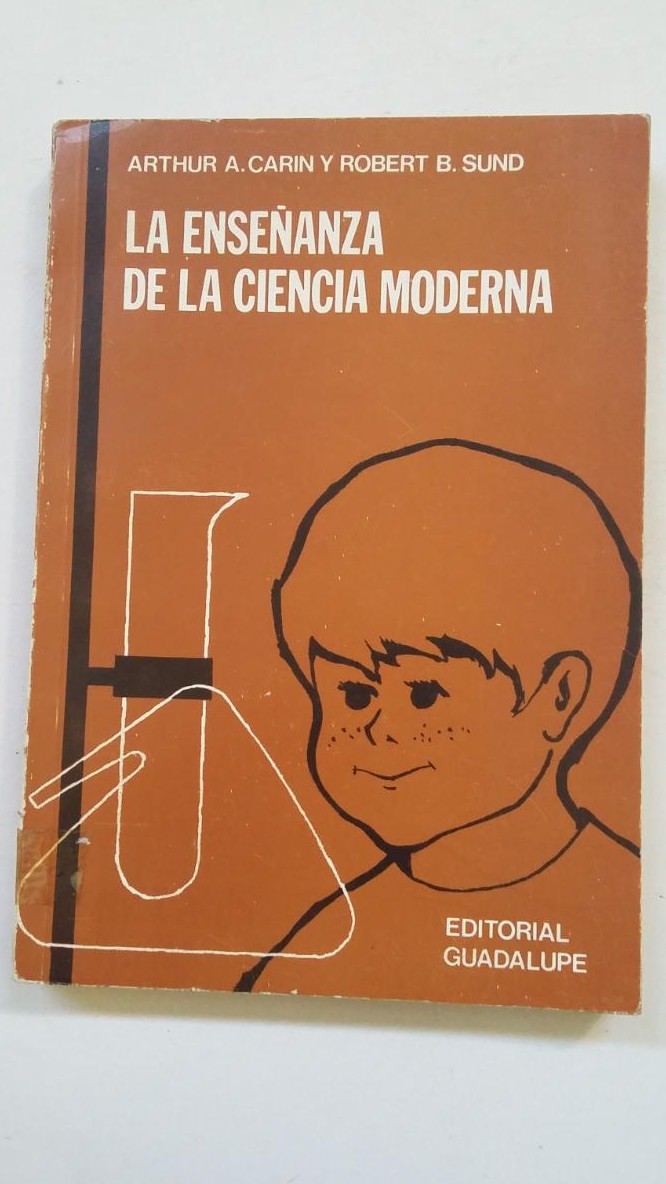 ARTHUR A. CARIN Y ROBERT B. SUND
LA ENSEÑANZA
DE LA CIENCIA MODERNA
EDITORIAL
GUADALUPE